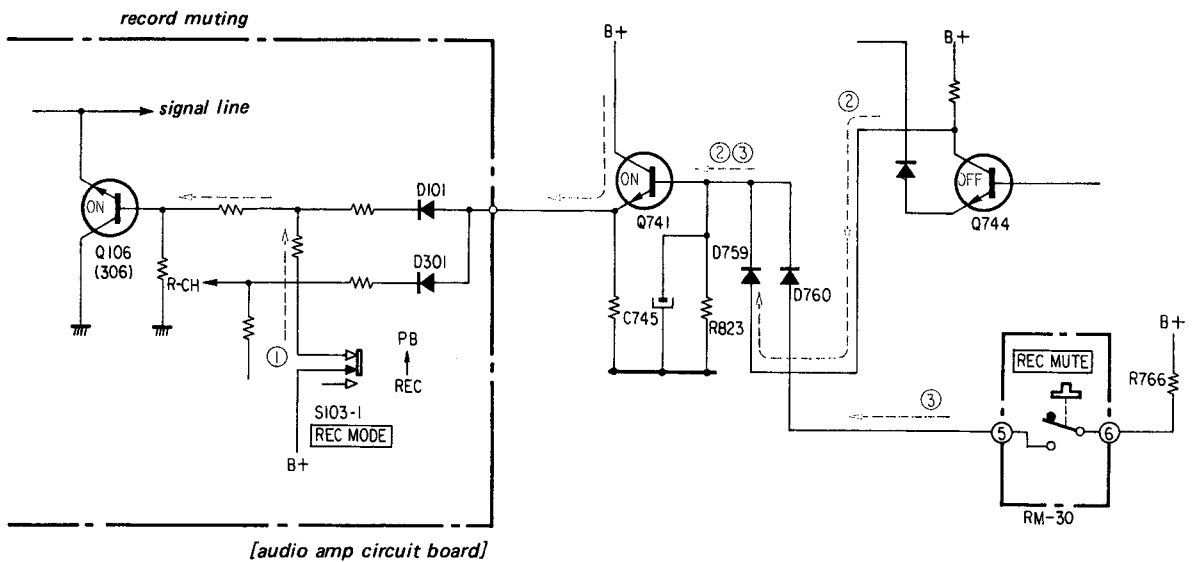 record muting
signal line
ON
Q106
(306)
R-CH
D101
D301
①
PB
REC
S103-1
REC MODE
B+
[audio amp circuit board]
B+
ON
Q741
②③
C745
R823
D759
D760
②
B+
OFF
Q744
③
REC MUTE
⑤
⑥
RM-30
B+
R766